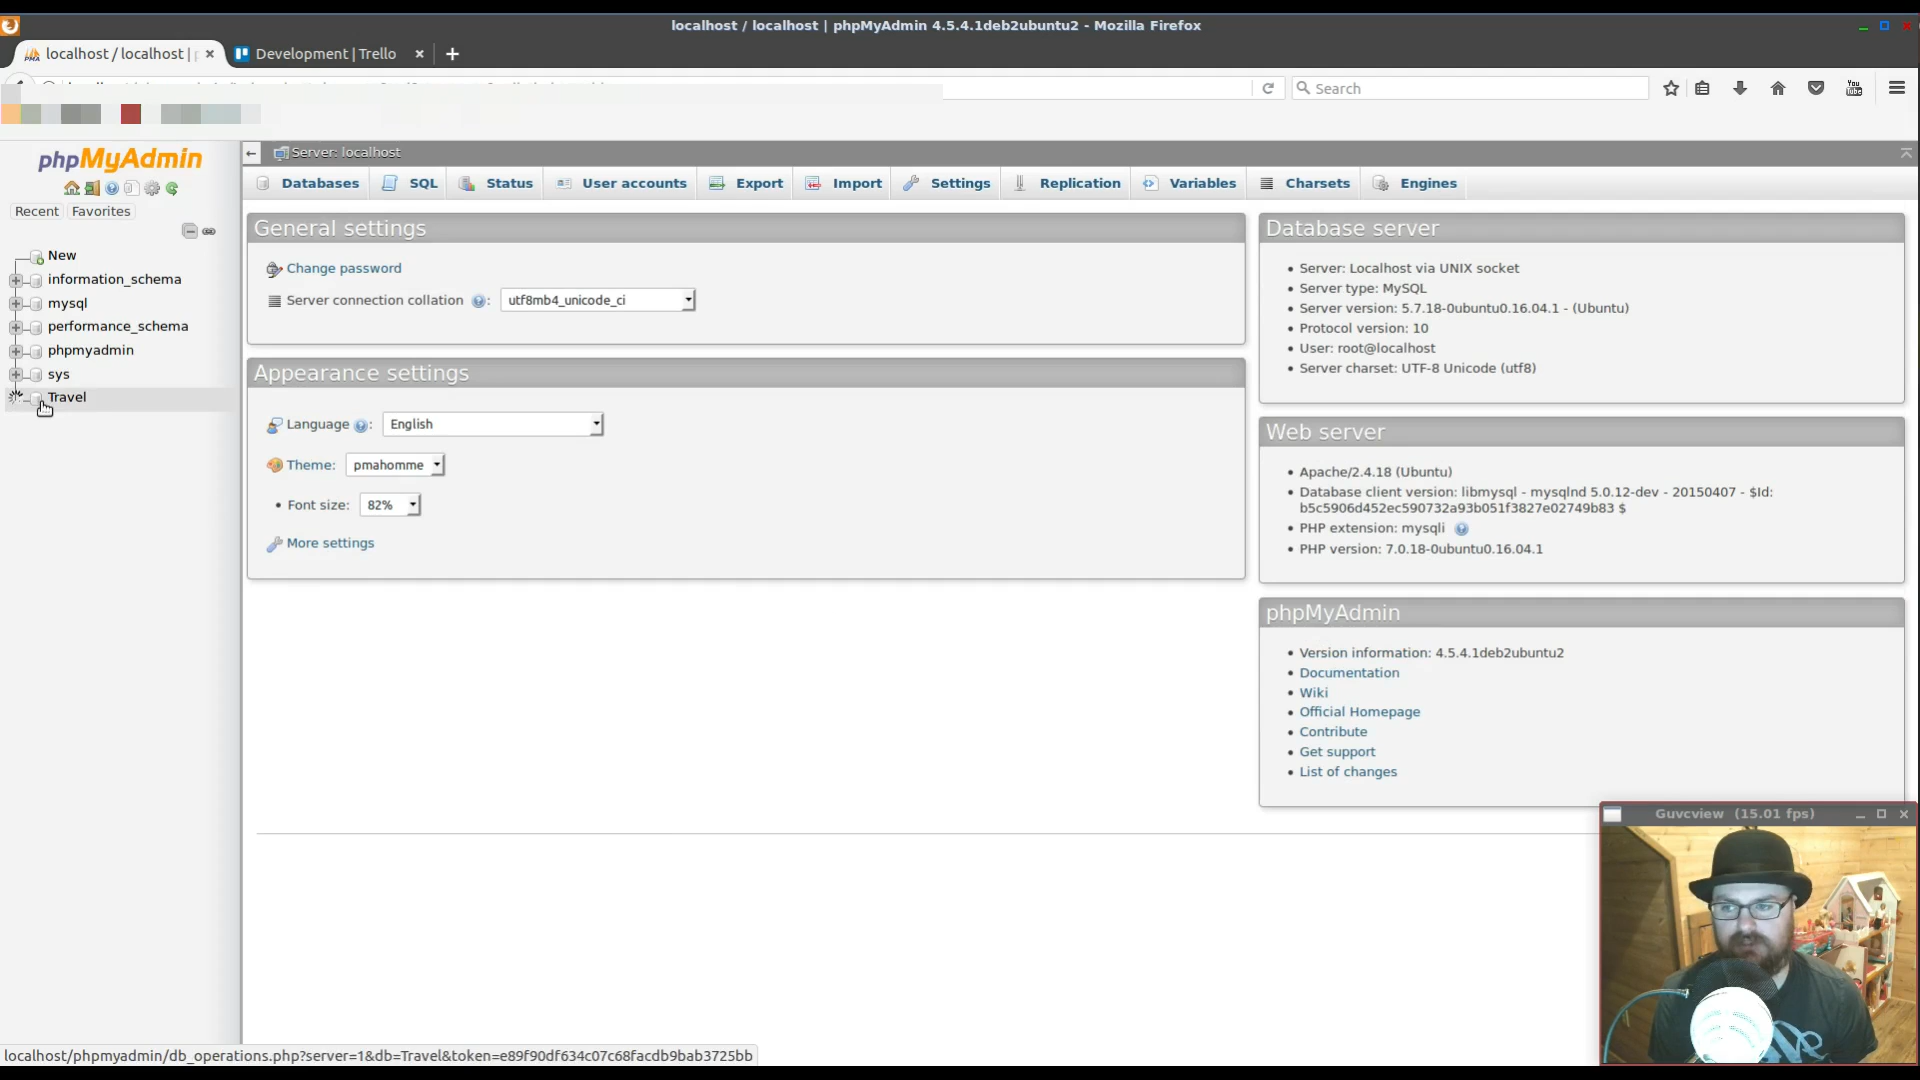 localhost / localhost | phpMyAdmin 4.5.4.1deb2ubuntu2 - Mozilla Firefox
localhost / localhost |
Development | Trello
Search
You
Tube
phpMyAdmin
Recent
Favorites
New
information_schema
mysql
performance_schema
phpmyadmin
sys
Travel
Server: localhost
Databases
SQL
Status
User accounts
Export
Import
Settings
Replication
Variables
Charsets
Engines
General settings
Change password
Server connection collation
:
utf8mb4_unicode_ci
Appearance settings
Language
:
English
Theme:
pmahomme
• Font size:
82%
More settings
Database server
• Server: Localhost via UNIX socket
• Server type: MySQL
• Server version: 5.7.18-0ubuntu0.16.04.1 - (Ubuntu)
• Protocol version: 10
• User: root@localhost
• Server charset: UTF-8 Unicode (utf8)
Web server
• Apache/2.4.18 (Ubuntu)
• Database client version: libmysql - mysqlnd 5.0.12-dev - 20150407 - $Id:
b5c5906d452ec590732a93b051f3827e02749b83 $
• PHP extension: mysqli
• PHP version: 7.0.18-0ubuntu0.16.04.1
phpMyAdmin
• Version information: 4.5.4.1deb2ubuntu2
• Documentation
• Wiki
• Official Homepage
• Contribute
• Get support
• List of changes
Guvcview (15.01 fps)
localhost/phpmyadmin/db_operations.php?server=1&db=Travel&token=e89f90df634c07c68facdb9bab3725bb